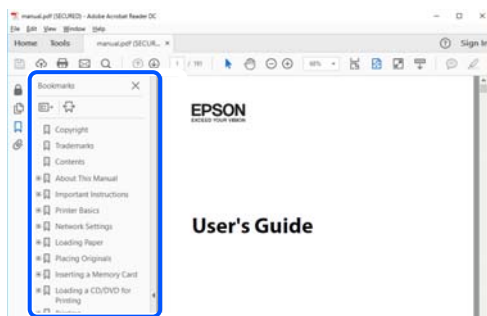 manual.pdf (SECURED) - Adobe Acrobat Reader DC
File Edit View Window Help
Home Tools manual.pdf (SECUR... × Sign In
1 / 191
Bookmarks ×
Copyright
Trademarks
Contents
About This Manual
Important Instructions
Printer Basics
Network Settings
Loading Paper
Placing Originals
Inserting a Memory Card
Loading a CD/DVD for
Printing
EPSON
EXCEED YOUR VISION
User's Guide